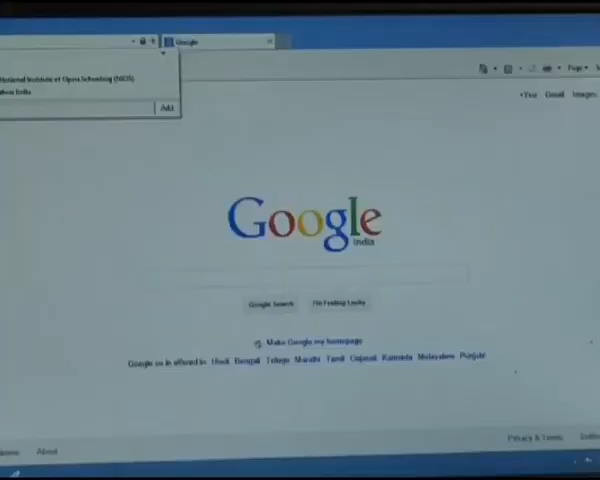 Google
National Institute of Open Schooling (NIOS)
India
Add
Page
+You Gmail Images
Google
India
Google Search I'm Feeling Lucky
Make Google my homepage
Google.co.in offered in: Hindi Bengali Telugu Marathi Tamil Gujarati Kannada Malayalam Punjabi
About Privacy & Terms